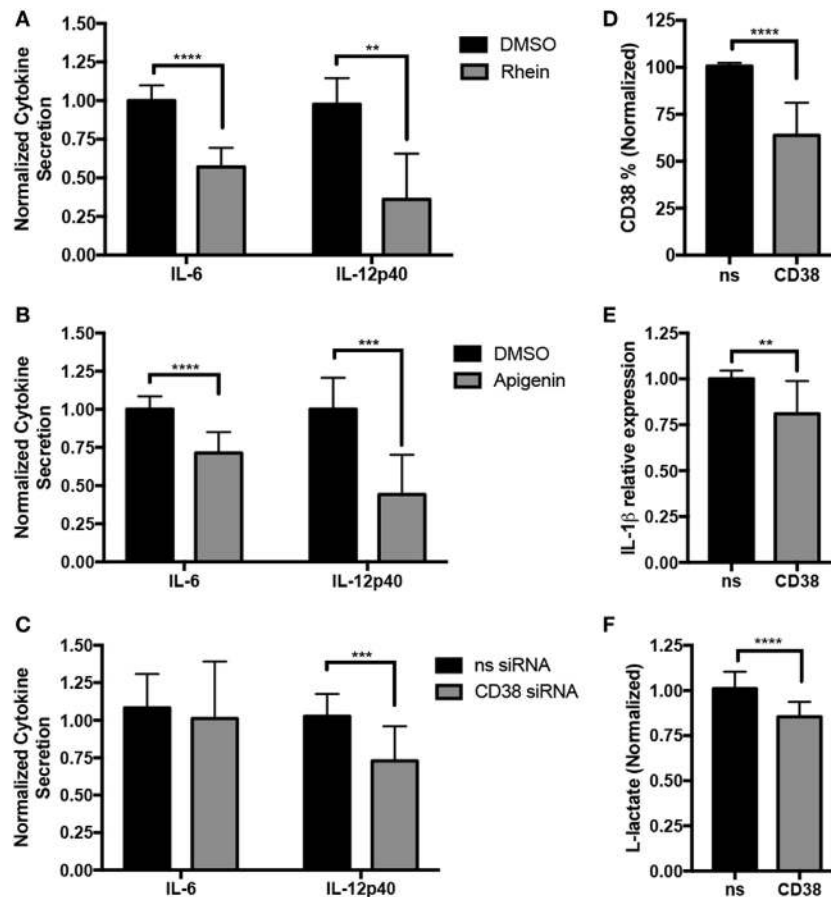 A
Normalized Cytokine
Secretion
1.50
1.25
1.00
0.75
0.50
0.25
0.00
****
**
IL-6
IL-12p40
DMSO
Rhein
B
Normalized Cytokine
Secretion
1.50
1.25
1.00
0.75
0.50
0.25
0.00
****
***
IL-6
IL-12p40
DMSO
Apigenin
C
Normalized Cytokine
Secretion
1.50
1.25
1.00
0.75
0.50
0.25
0.00
***
IL-6
IL-12p40
ns siRNA
CD38 siRNA
D
CD38 % (Normalized)
125
100
75
50
25
0
****
ns
CD38
E
IL-1β relative expression
1.25
1.00
0.75
0.50
0.25
0.00
**
ns
CD38
F
L-lactate (Normalized)
1.25
1.00
0.75
0.50
0.25
0.00
****
ns
CD38